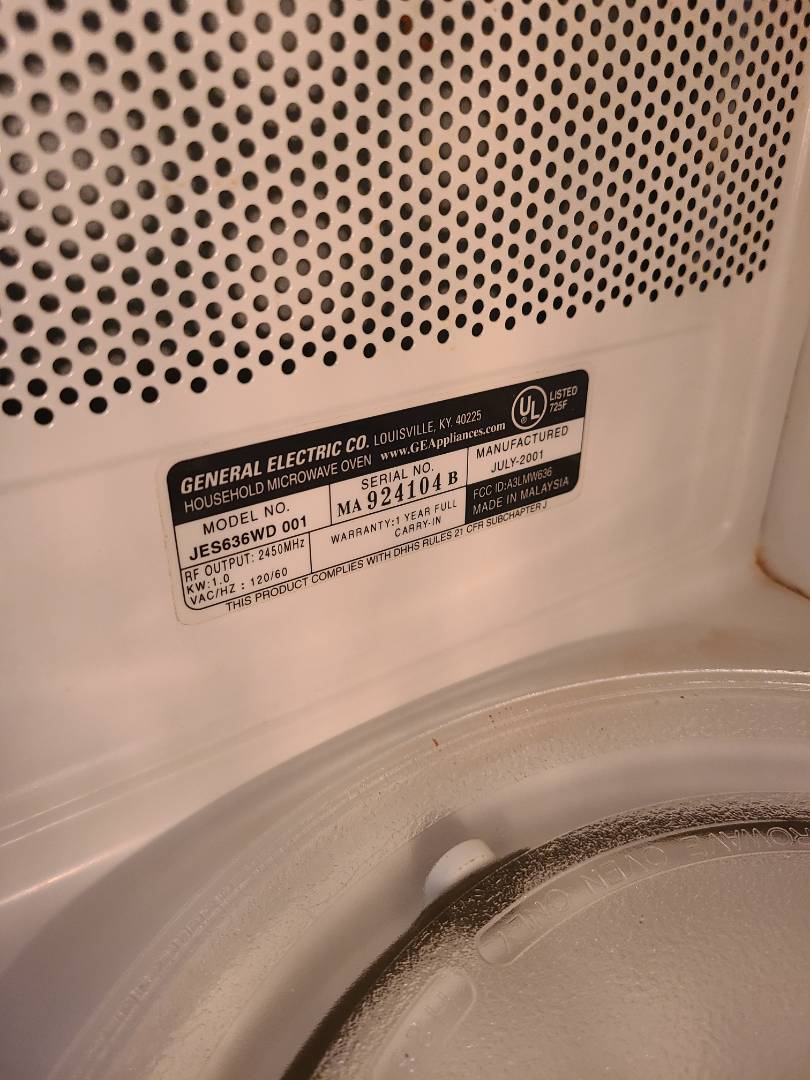 GENERAL ELECTRIC CO. LOUISVILLE, KY. 40225
HOUSEHOLD MICROWAVE OVEN www.GEAppliances.com
UL ® LISTED
725F
MODEL NO.
JES636WD 001
SERIAL NO.
MA 924104 B
MANUFACTURED
JULY-2001
RF OUTPUT: 2450MHz
KW:1.0
VAC/HZ : 120/60
WARRANTY:1 YEAR FULL
CARRY-IN
FCC ID:A3LMW636
MADE IN MALAYSIA
THIS PRODUCT COMPLIES WITH DHHS RULES 21 CFR SUBCHAPTER J
OVEN ONLY